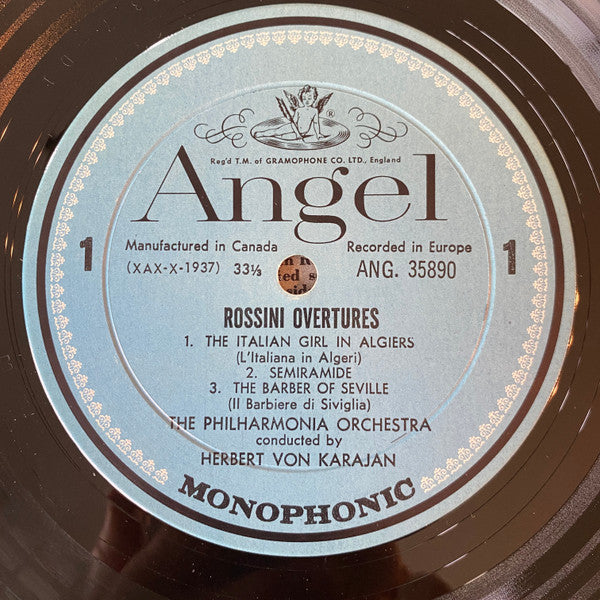 ®
Reg'd T.M. of GRAMOPHONE CO. LTD., England
Angel
Manufactured in Canada Recorded in Europe
1 (XAX-X-1937) 33⅓ ANG. 35890 1
ROSSINI OVERTURES
1. THE ITALIAN GIRL IN ALGIERS
(L'Italiana in Algeri)
2. SEMIRAMIDE
3. THE BARBER OF SEVILLE
(Il Barbiere di Siviglia)
THE PHILHARMONIA ORCHESTRA
conducted by
HERBERT VON KARAJAN
MONOPHONIC